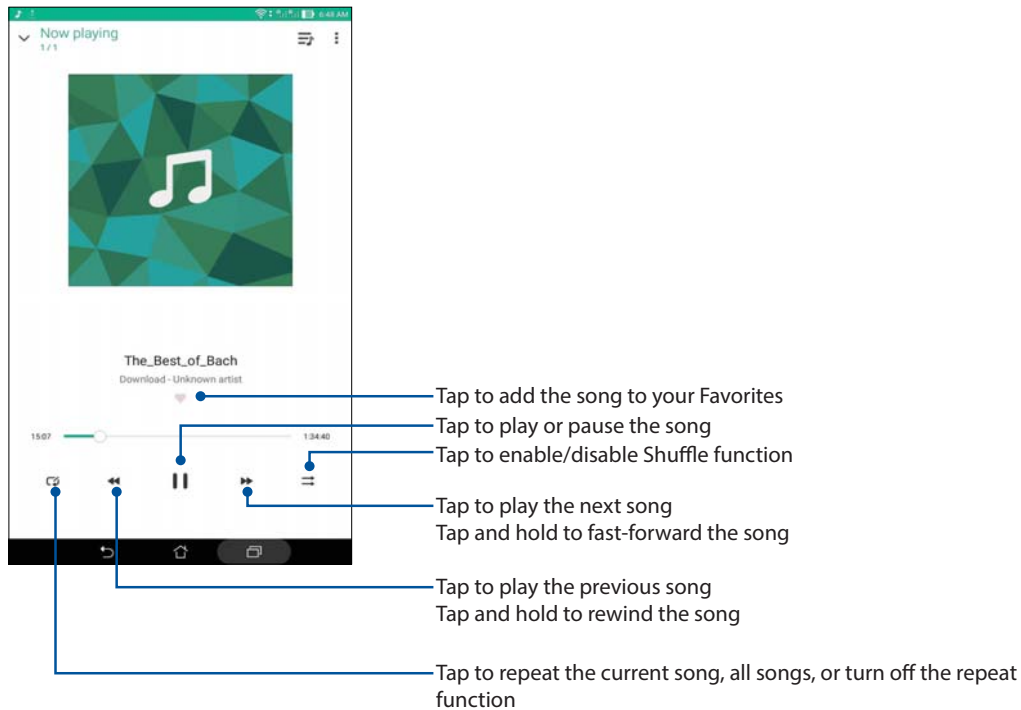 6:48 AM
Now playing
1/1
The_Best_of_Bach
Download - Unknown artist
Tap to add the song to your Favorites
Tap to play or pause the song
15:07
1:34:40
Tap to enable/disable Shuffle function
Tap to play the next song
Tap and hold to fast-forward the song
Tap to play the previous song
Tap and hold to rewind the song
Tap to repeat the current song, all songs, or turn off the repeat
function